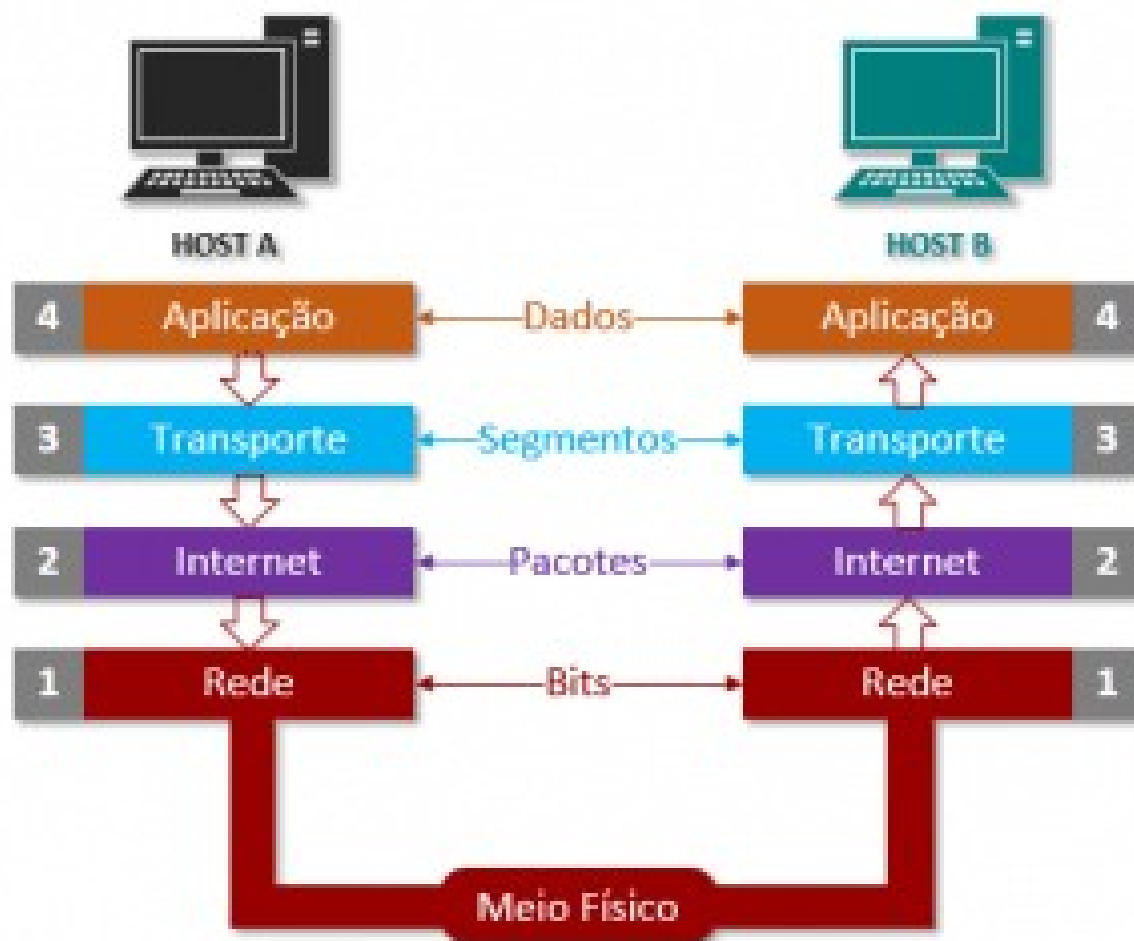 HOST A
HOST B
4 Aplicação Dados Aplicação 4
3 Transporte Segmentos Transporte 3
2 Internet Pacotes Internet 2
1 Rede Bits Rede 1
Meio Físico